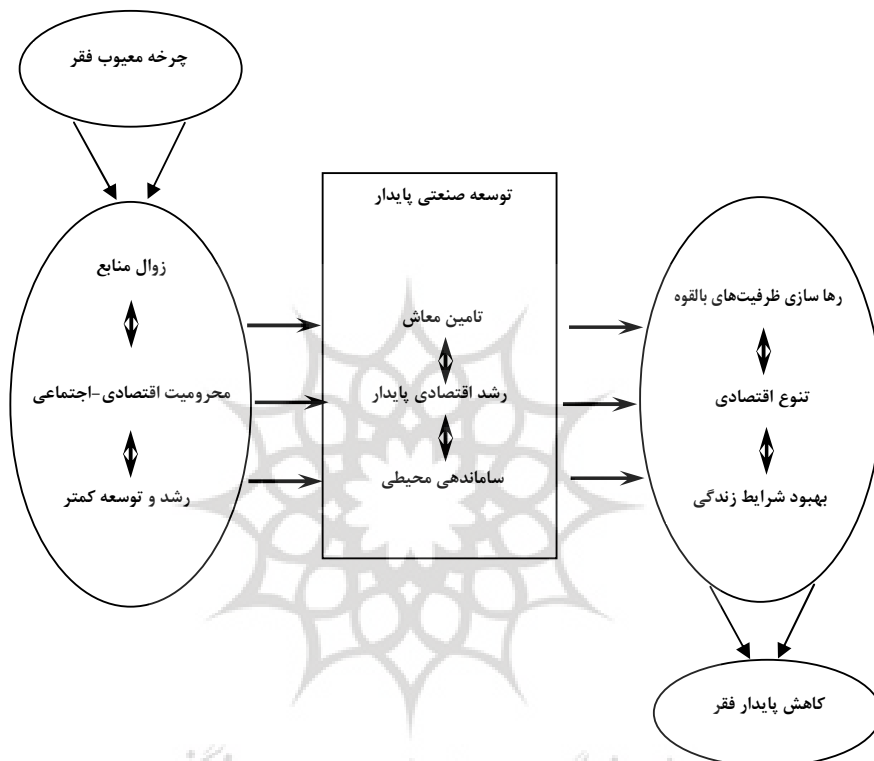 چرخه معیوب فقر
زوال منابع
محرومیت اقتصادی-اجتماعی
رشد و توسعه کمتر
توسعه صنعتی پایدار
تامین معاش
رشد اقتصادی پایدار
ساماندهی محیطی
رها سازی ظرفیت‌های بالقوه
تنوع اقتصادی
بهبود شرایط زندگی
کاهش پایدار فقر